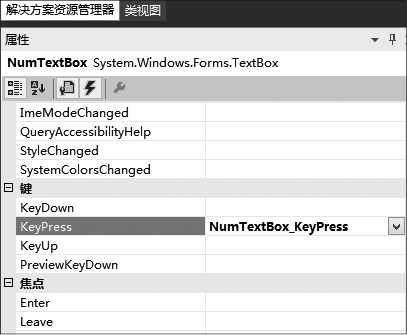 解决方案资源管理器 类视图
属性
NumTextBox System.Windows.Forms.TextBox
ImeModeChanged
QueryAccessibilityHelp
StyleChanged
SystemColorsChanged
键
KeyDown
KeyPress NumTextBox_KeyPress
KeyUp
PreviewKeyDown
焦点
Enter
Leave